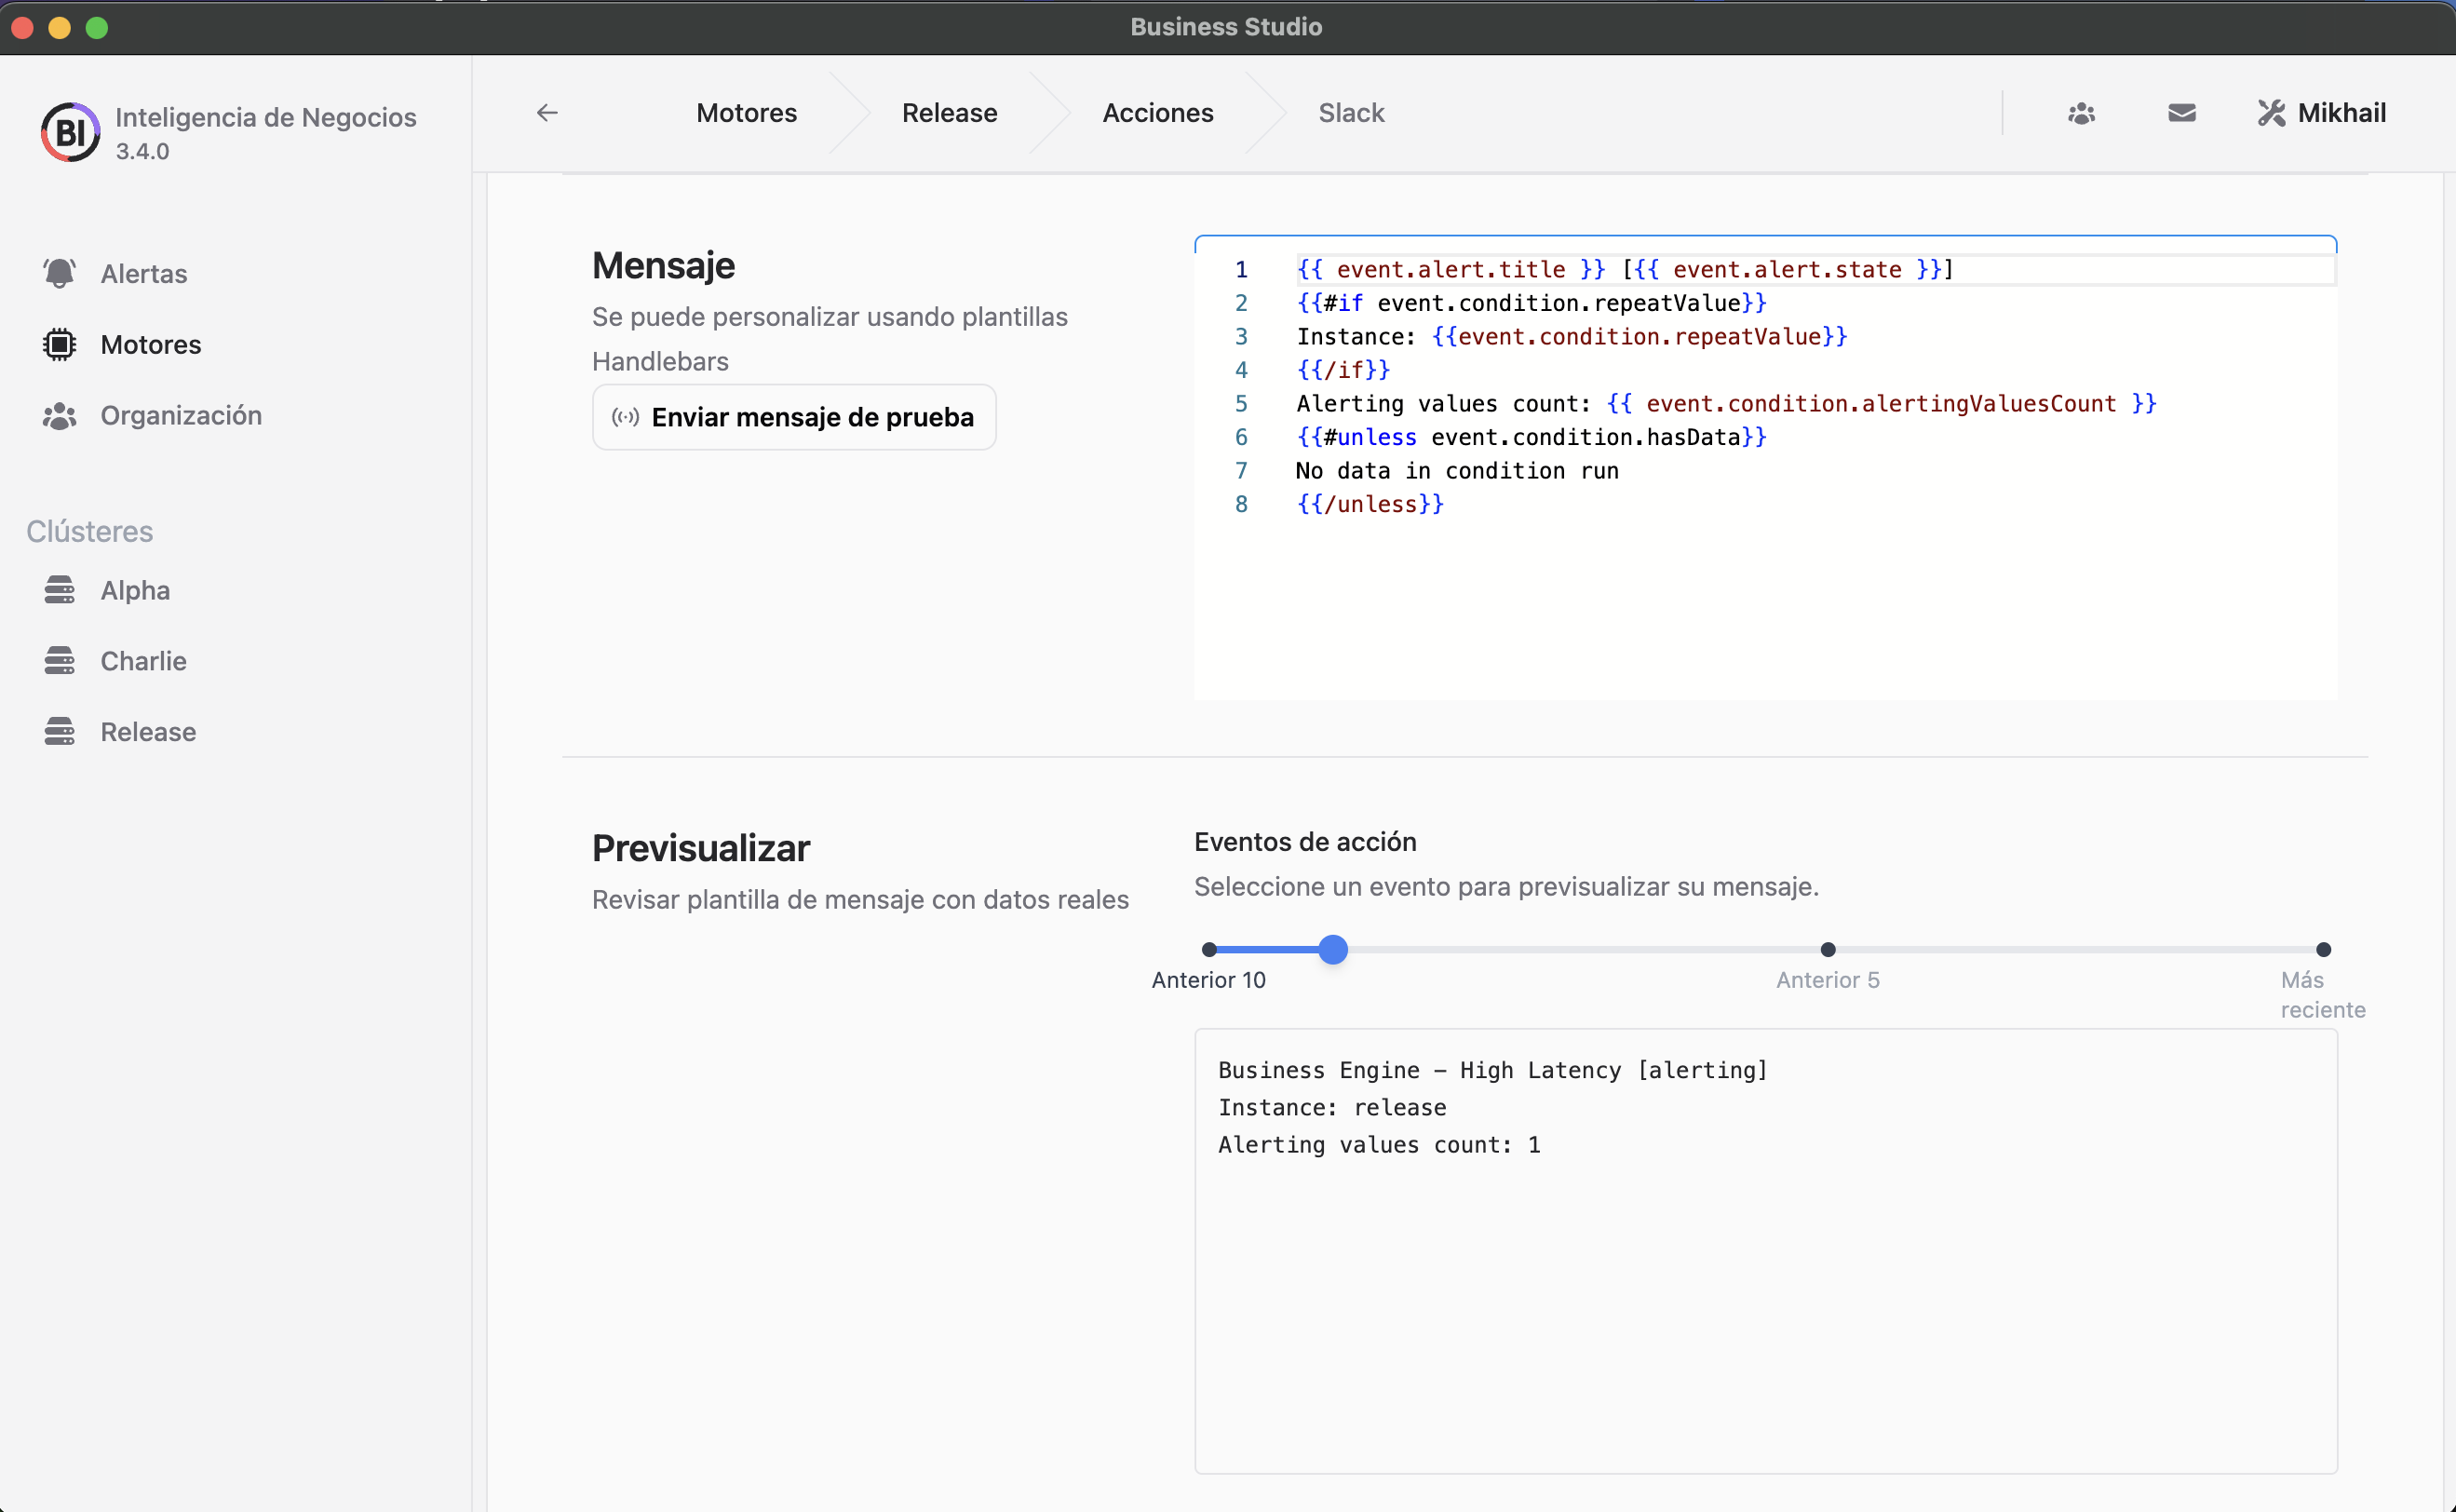 Business Studio
BI
Inteligencia de Negocios
3.4.0
Motores
Release
Acciones
Slack
Mikhail
Alertas
Motores
Organización
Clústeres
Alpha
Charlie
Release
Mensaje
Se puede personalizar usando plantillas
Handlebars
Enviar mensaje de prueba
1 {{ event.alert.title }} [{{ event.alert.state }}]
2 {{#if event.condition.repeatValue}}
3 Instance: {{event.condition.repeatValue}}
4 {{/if}}
5 Alerting values count: {{ event.condition.alertingValuesCount }}
6 {{#unless event.condition.hasData}}
7 No data in condition run
8 {{/unless}}
Previsualizar
Revisar plantilla de mensaje con datos reales
Eventos de acción
Seleccione un evento para previsualizar su mensaje.
Anterior 10
Anterior 5
Más
reciente
Business Engine – High Latency [alerting]
Instance: release
Alerting values count: 1